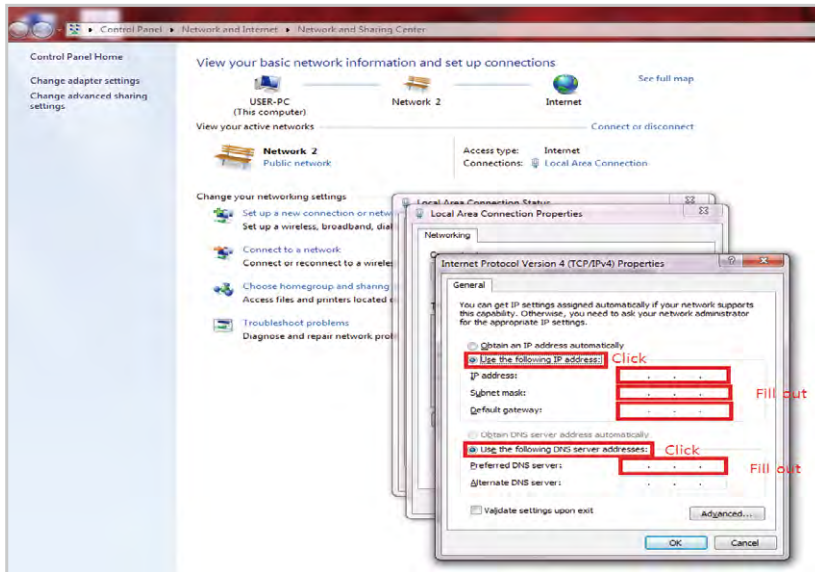 Control Panel ▸ Network and Internet ▸ Network and Sharing Center
Control Panel Home
Change adapter settings
Change advanced sharing
settings
View your basic network information and set up connections
See full map
USER-PC
(This computer)
Network 2
Internet
View your active networks
Connect or disconnect
Network 2
Public network
Access type: Internet
Connections: Local Area Connection
Change your networking settings
Set up a new connection or netw
Set up a wireless, broadband, dial
Connect to a network
Connect or reconnect to a wirele
Choose homegroup and sharing
Access files and printers located
Troubleshoot problems
Diagnose and repair network prob
Local Area Connection Status
Local Area Connection Properties
Networking
Internet Protocol Version 4 (TCP/IPv4) Properties
General
You can get IP settings assigned automatically if your network supports
this capability. Otherwise, you need to ask your network administrator
for the appropriate IP settings.
Obtain an IP address automatically
Use the following IP address: Click
IP address:
Subnet mask: Fill out
Default gateway:
Obtain DNS server address automatically
Use the following DNS server addresses: Click
Preferred DNS server: Fill out
Alternate DNS server:
Validate settings upon exit
Advanced...
OK Cancel